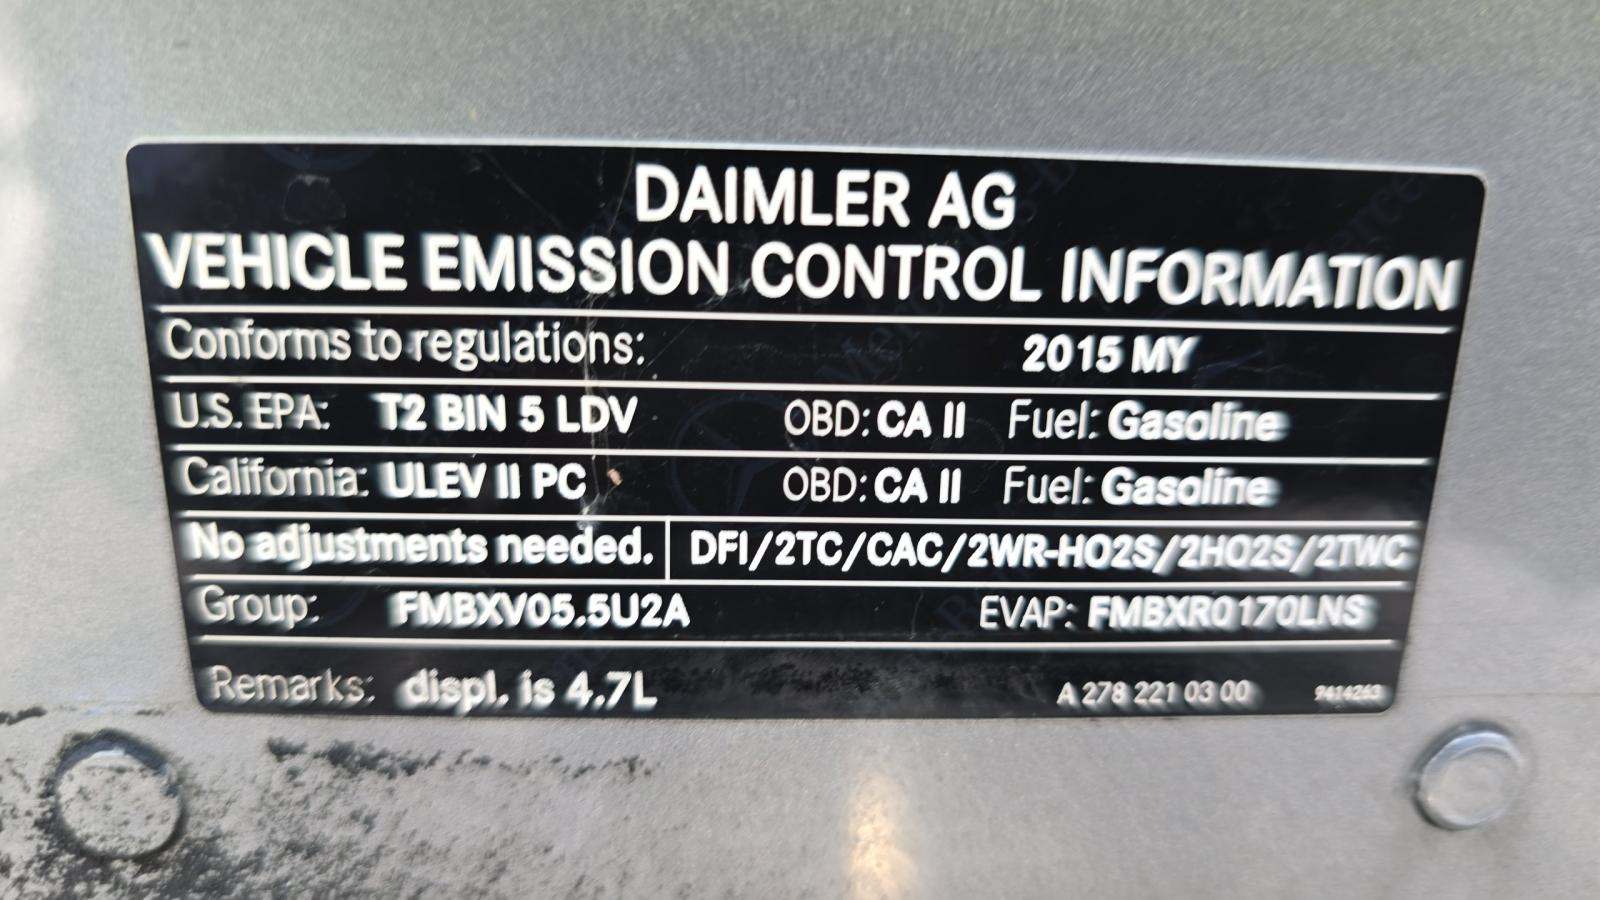 DAIMLER AG
VEHICLE EMISSION CONTROL INFORMATION
Conforms to regulations: 2015 MY
U.S. EPA: T2 BIN 5 LDV OBD: CA II Fuel: Gasoline
California: ULEV II PC OBD: CA II Fuel: Gasoline
No adjustments needed. DFI/2TC/CAC/2WR-HO2S/2HO2S/2TWC
Group: FMBXV05.5U2A EVAP: FMBXR0170LNS
Remarks: displ. is 4.7L A 278 221 03 00 9414263